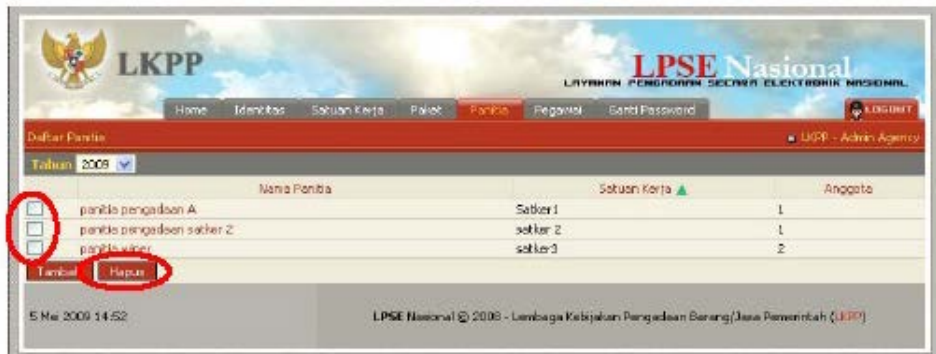 LKPP
LPSE Nasional
LAYANAN PENGADAAN SECARA ELEKTRONIK NASIONAL
Home Identitas Satuan Kerja Paket Panitia Pegawai Ganti Password LOGOUT
Daftar Panitia LKPP - Admin Agency
Tahun 2009
Nama Panitia Satuan Kerja Anggota
panitia pengadaan A Satker1 1
panitia pengadaan satker 2 satker 2 1
panitia winer satker3 2
Tambah Hapus
5 Mei 2009 14:52 LPSE Nasional © 2008 - Lembaga Kebijakan Pengadaan Barang/Jasa Pemerintah (LKPP)